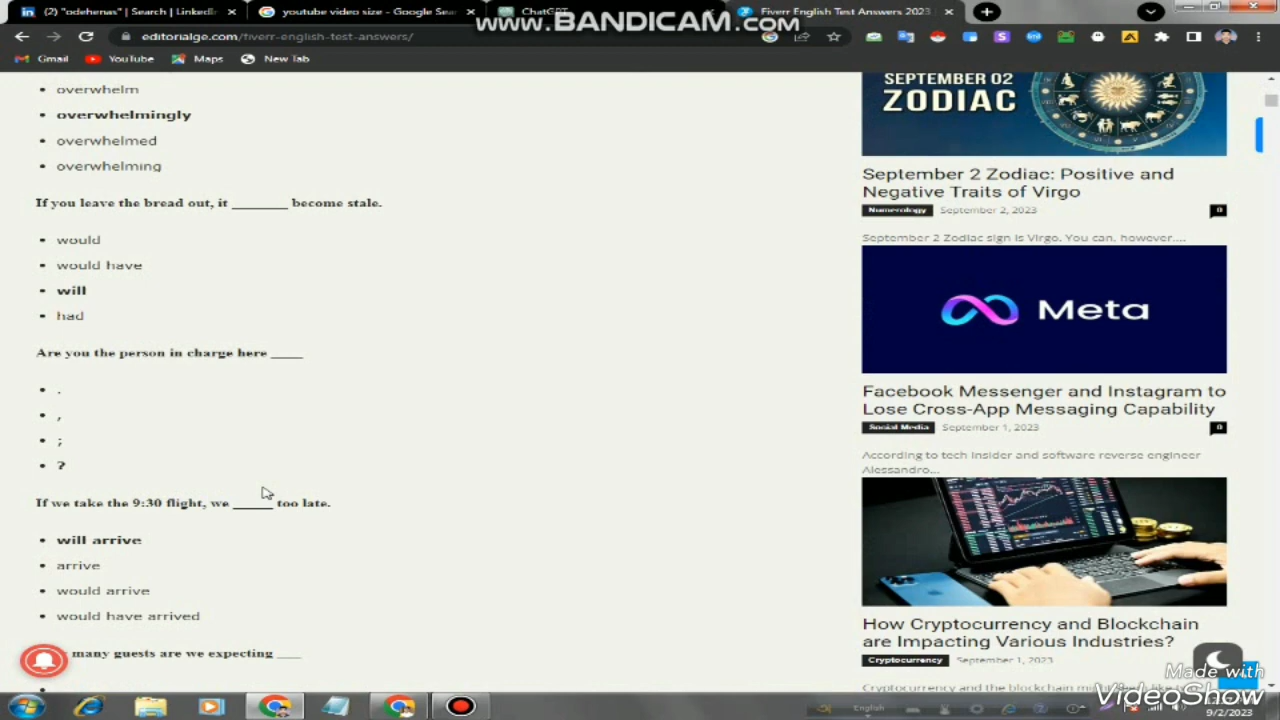 (2) "odehenas" | Search | LinkedIn
youtube video size - Google Sea
ChatGPT
Fiverr English Test Answers 2023
www.BANDICAM.com
editorialge.com/fiverr-english-test-answers/
Gmail
YouTube
Maps
New Tab
overwhelm
overwhelmingly
overwhelmed
overwhelming
If you leave the bread out, it _______ become stale.
would
would have
will
had
Are you the person in charge here ____
.
,
;
?
If we take the 9:30 flight, we _____ too late.
will arrive
arrive
would arrive
would have arrived
many guests are we expecting ___
SEPTEMBER 02
ZODIAC
September 2 Zodiac: Positive and
Negative Traits of Virgo
Numerology September 2, 2023 0
September 2 Zodiac sign is Virgo. You can, however....
Meta
Facebook Messenger and Instagram to
Lose Cross-App Messaging Capability
Social Media September 1, 2023 0
According to tech insider and software reverse engineer
Alessandro...
How Cryptocurrency and Blockchain
are Impacting Various Industries?
Cryptocurrency September 1, 2023
Cryptocurrency and the blockchain
Made with
VideoShow
English
9/2/2023